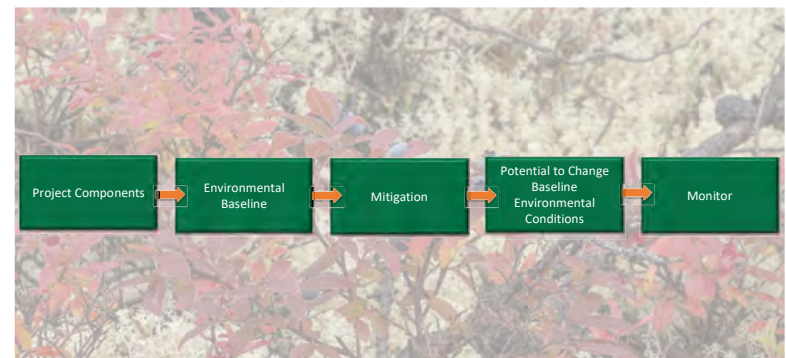 Project Components
Environmental
Baseline
Mitigation
Potential to Change
Baseline
Environmental
Conditions
Monitor